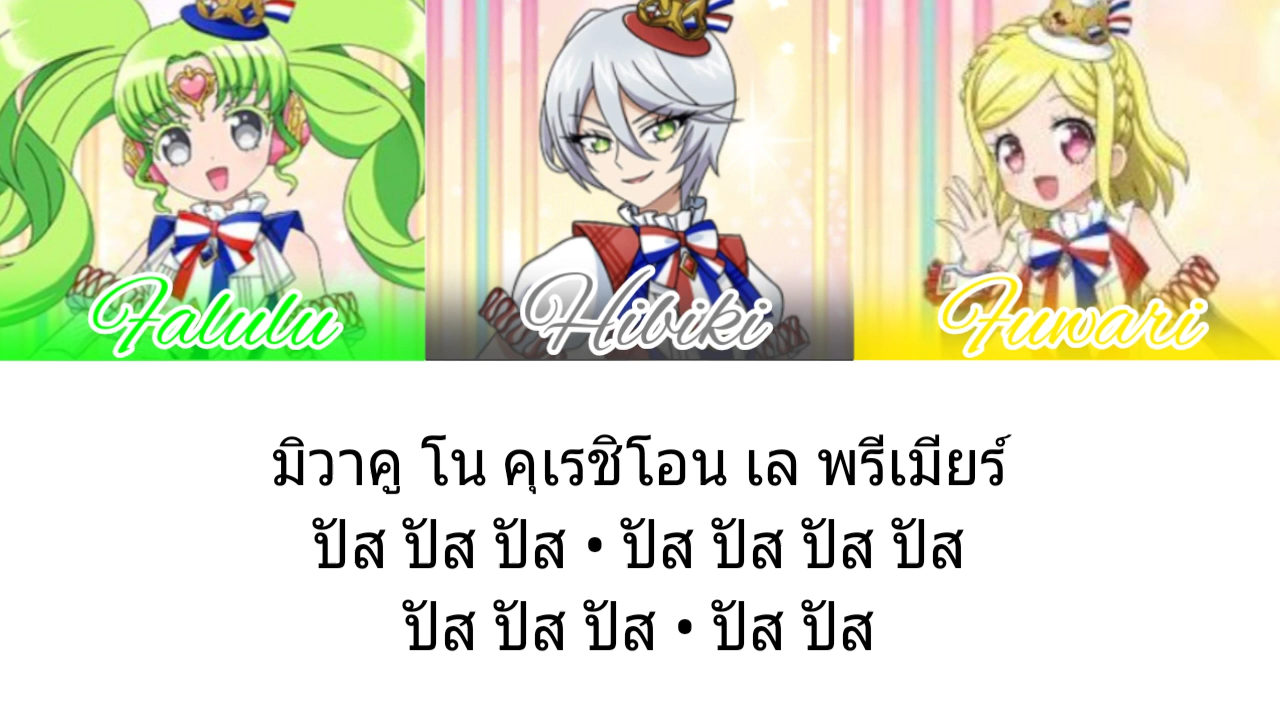 Falulu
Hibiki
Fuwari
มิวาคู โน คุเรชิโอน เล พรีเมียร์
ปัส ปัส ปัส • ปัส ปัส ปัส ปัส
ปัส ปัส ปัส • ปัส ปัส